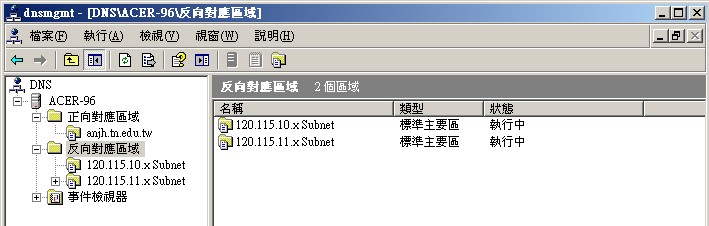 dnsmgmt - [DNS\ACER-96\反向對應區域]
檔案(F) 執行(A) 檢視(V) 視窗(W) 說明(H)
DNS
ACER-96
正向對應區域
anjh.tn.edu.tw
反向對應區域
120.115.10.x Subnet
120.115.11.x Subnet
事件檢視器
反向對應區域 2 個區域
名稱 類型 狀態
120.115.10.x Subnet 標準主要區 執行中
120.115.11.x Subnet 標準主要區 執行中